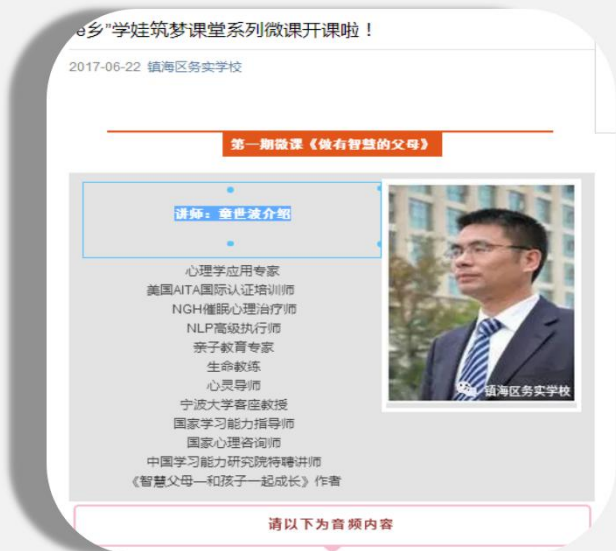 e乡”学娃筑梦课堂系列微课开课啦！
2017-06-22 镇海区务实学校
第一期微课《做有智慧的父母》
讲师：童世波介绍
心理学应用专家
美国AITA国际认证培训师
NGH催眠心理治疗师
NLP高级执行师
亲子教育专家
生命教练
心灵导师
宁波大学客座教授
国家学习能力指导师
国家心理咨询师
中国学习能力研究院特聘讲师
《智慧父母—和孩子一起成长》作者
镇海区务实学校
请以下为音频内容